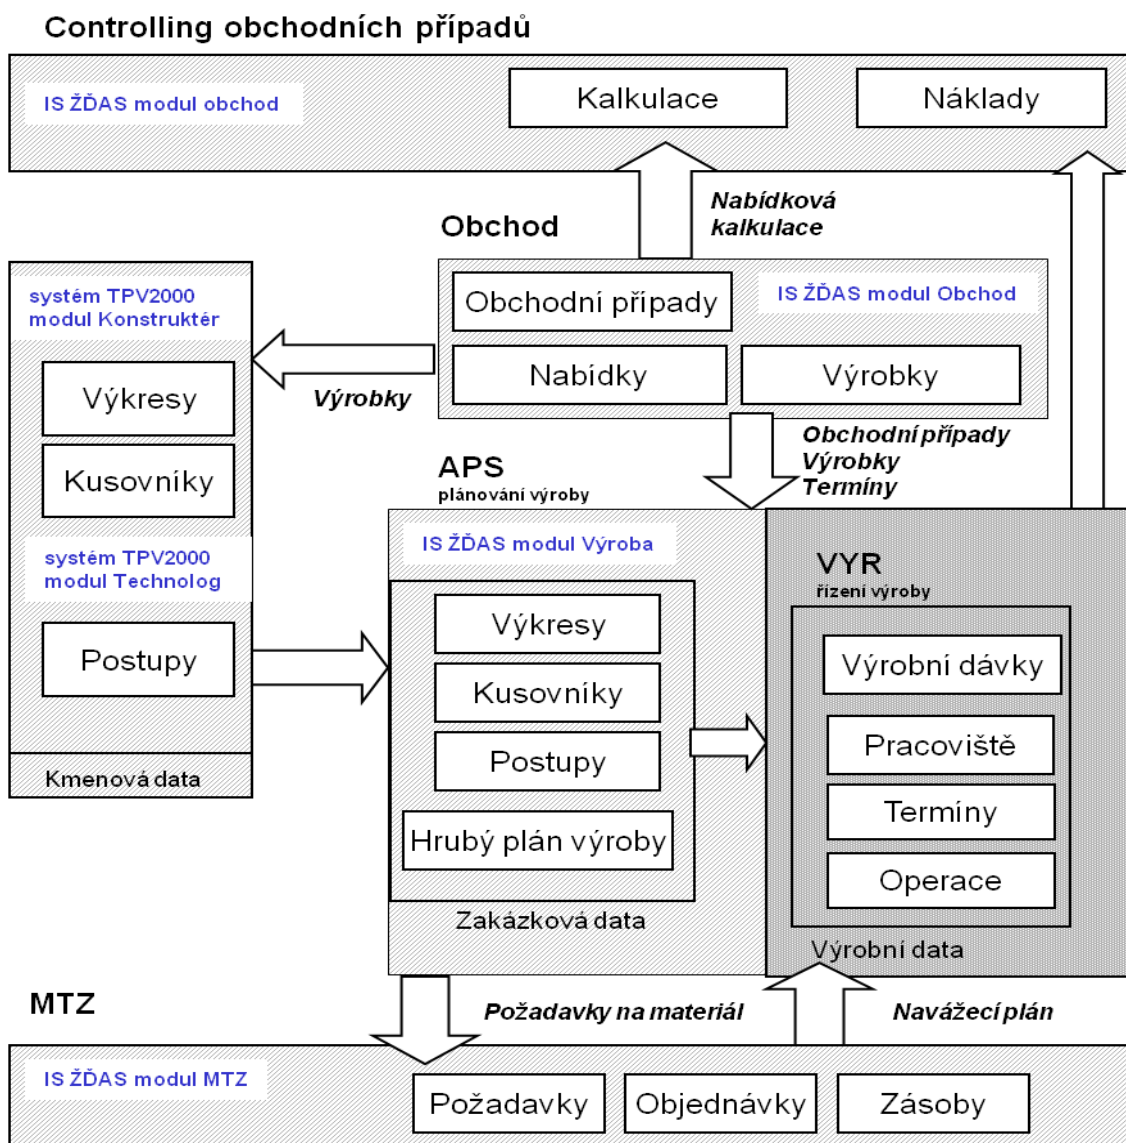 Controlling obchodních případů
IS ŽĎAS modul obchod
Kalkulace
Náklady
Nabídková
kalkulace
Obchod
systém TPV2000
modul Konstruktér
Obchodní případy
IS ŽĎAS modul Obchod
Nabídky
Výrobky
Výrobky
Výkresy
Kusovníky
Obchodní případy
Výrobky
Termíny
APS
plánování výroby
systém TPV2000
modul Technolog
Postupy
Kmenová data
IS ŽĎAS modul Výroba
Výkresy
Kusovníky
Postupy
Hrubý plán výroby
Zakázková data
VYR
řízení výroby
Výrobní dávky
Pracoviště
Termíny
Operace
Výrobní data
MTZ
Požadavky na materiál
Navážecí plán
IS ŽĎAS modul MTZ
Požadavky
Objednávky
Zásoby